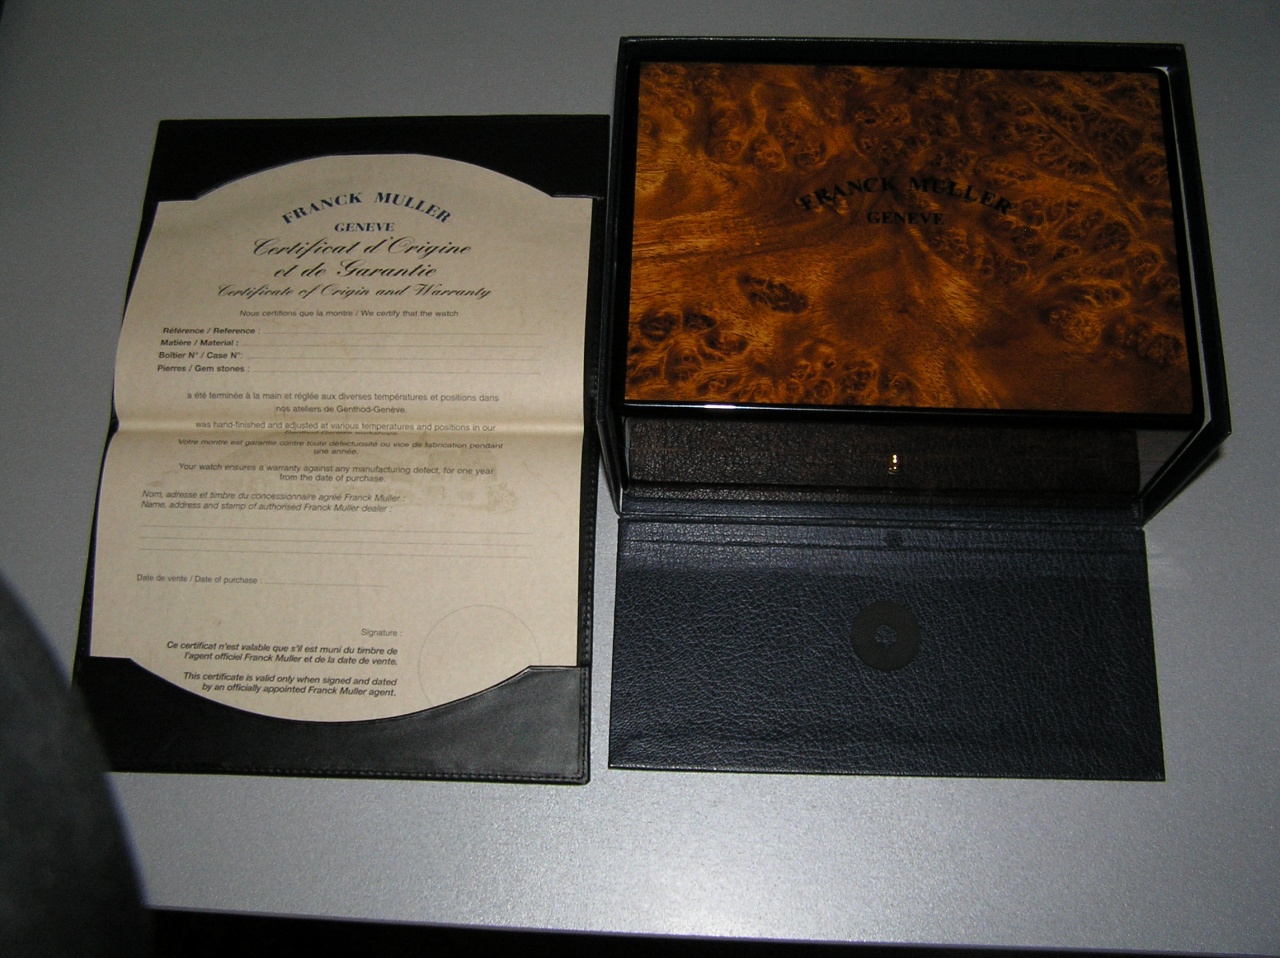 FRANCK MULLER
GENEVE
Certificat d'Origine
et de Garantie
Certificate of Origin and Warranty
Nous certifions que la montre / We certify that the watch
Référence / Reference :
Matière / Material :
Boîtier N° / Case N°:
Pierres / Gem stones :
a été terminée à la main et réglée aux diverses températures et positions dans
nos ateliers de Genthod-Genève.
was hand-finished and adjusted at various temperatures and positions in our
Votre montre est garantie contre toute défectuosité ou vice de fabrication pendant
une année.
Your watch ensures a warranty against any manufacturing defect, for one year
from the date of purchase.
Nom, adresse et timbre du concessionnaire agréé Franck Muller :
Name, address and stamp of authorised Franck Muller dealer :
Date de vente / Date of purchase :
Signature :
Ce certificat n'est valable que s'il est muni du timbre de
l'agent officiel Franck Muller et de la date de vente.
This certificate is valid only when signed and dated
by an officially appointed Franck Muller agent.
FRANCK MULLER
GENEVE